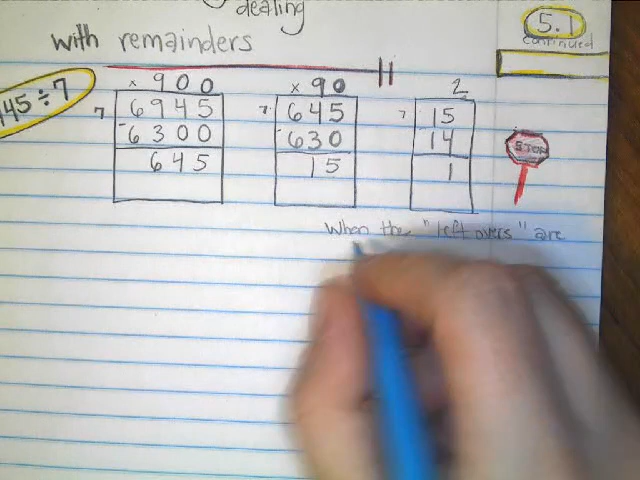 dealing
with remainders
5.1
continued
945 ÷ 7
× 900
7 6945
-6300
645
× 90
7 645
-630
15
2
7 15
14
1
STOP
When the "left overs" are